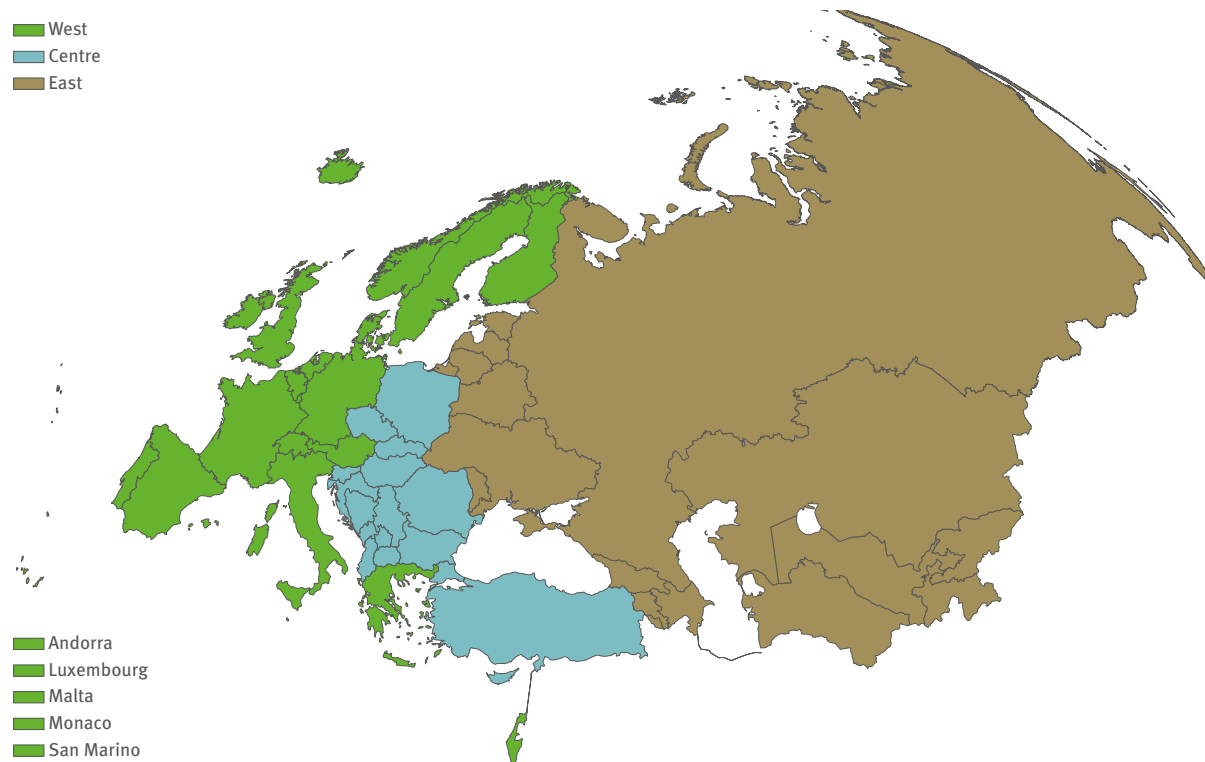 West
Centre
East
Andorra
Luxembourg
Malta
Monaco
San Marino